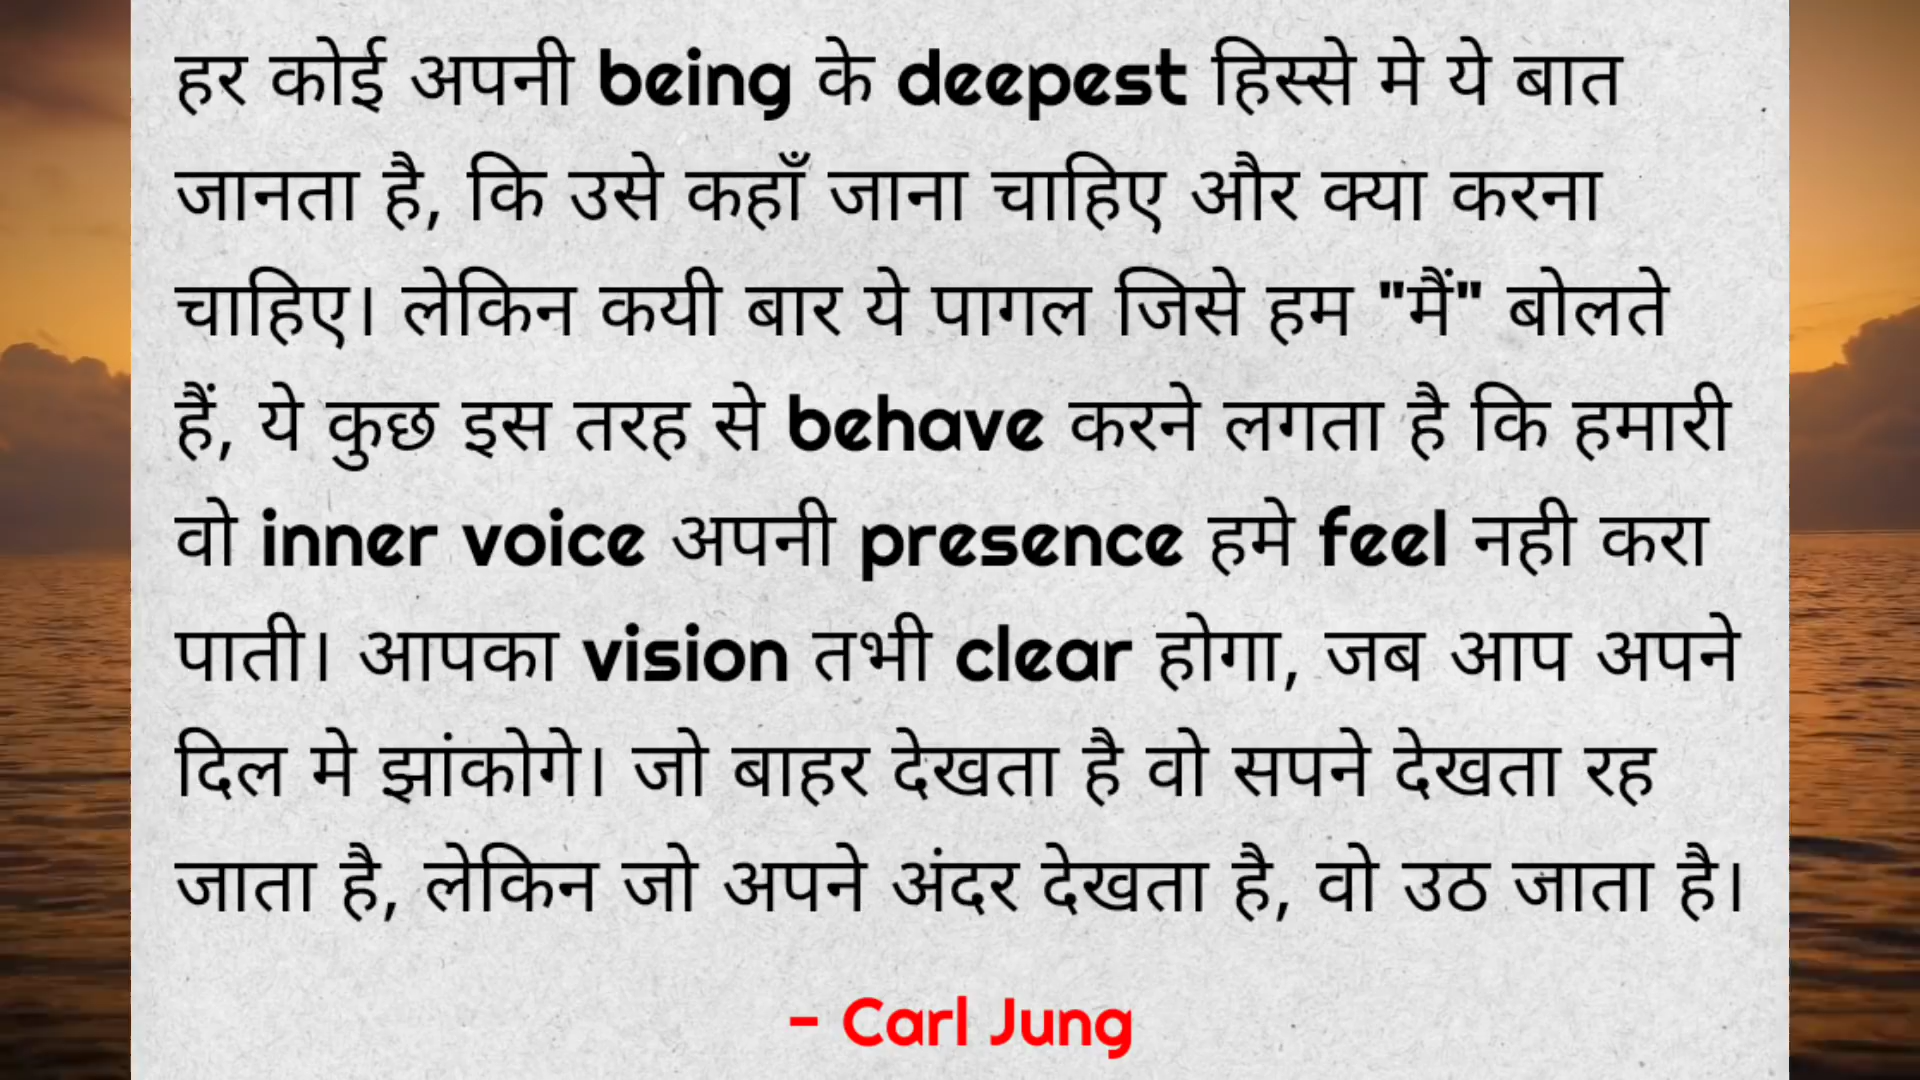 हर कोई अपनी being के deepest हिस्से मे ये बात
जानता है, कि उसे कहाँ जाना चाहिए और क्या करना
चाहिए। लेकिन कयी बार ये पागल जिसे हम "मैं" बोलते
हैं, ये कुछ इस तरह से behave करने लगता है कि हमारी
वो inner voice अपनी presence हमे feel नही करा
पाती। आपका vision तभी clear होगा, जब आप अपने
दिल मे झांकोगे। जो बाहर देखता है वो सपने देखता रह
जाता है, लेकिन जो अपने अंदर देखता है, वो उठ जाता है।
- Carl Jung